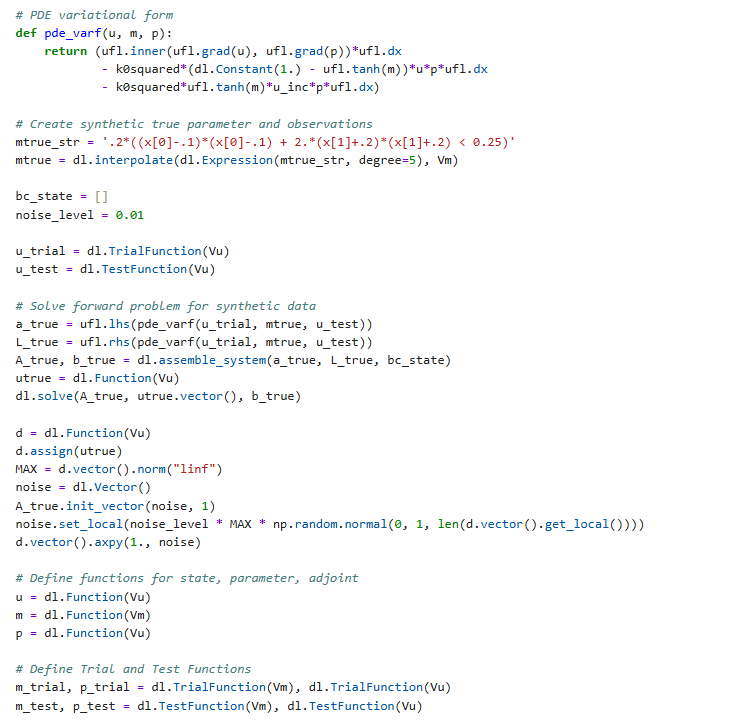 # PDE variational form
def pde_varf(u, m, p):
    return (ufl.inner(ufl.grad(u), ufl.grad(p))*ufl.dx
            - k0squared*(dl.Constant(1.) - ufl.tanh(m))*u*p*ufl.dx
            - k0squared*ufl.tanh(m)*u_inc*p*ufl.dx)

# Create synthetic true parameter and observations
mtrue_str = '.2*((x[0]-.1)*(x[0]-.1) + 2.*(x[1]+.2)*(x[1]+.2) < 0.25)'
mtrue = dl.interpolate(dl.Expression(mtrue_str, degree=5), Vm)

bc_state = []
noise_level = 0.01

u_trial = dl.TrialFunction(Vu)
u_test = dl.TestFunction(Vu)

# Solve forward problem for synthetic data
a_true = ufl.lhs(pde_varf(u_trial, mtrue, u_test))
L_true = ufl.rhs(pde_varf(u_trial, mtrue, u_test))
A_true, b_true = dl.assemble_system(a_true, L_true, bc_state)
utrue = dl.Function(Vu)
dl.solve(A_true, utrue.vector(), b_true)

d = dl.Function(Vu)
d.assign(utrue)
MAX = d.vector().norm("linf")
noise = dl.Vector()
A_true.init_vector(noise, 1)
noise.set_local(noise_level * MAX * np.random.normal(0, 1, len(d.vector().get_local())))
d.vector().axpy(1., noise)

# Define functions for state, parameter, adjoint
u = dl.Function(Vu)
m = dl.Function(Vm)
p = dl.Function(Vu)

# Define Trial and Test Functions
m_trial, p_trial = dl.TrialFunction(Vm), dl.TrialFunction(Vu)
m_test, p_test = dl.TestFunction(Vm), dl.TestFunction(Vu)